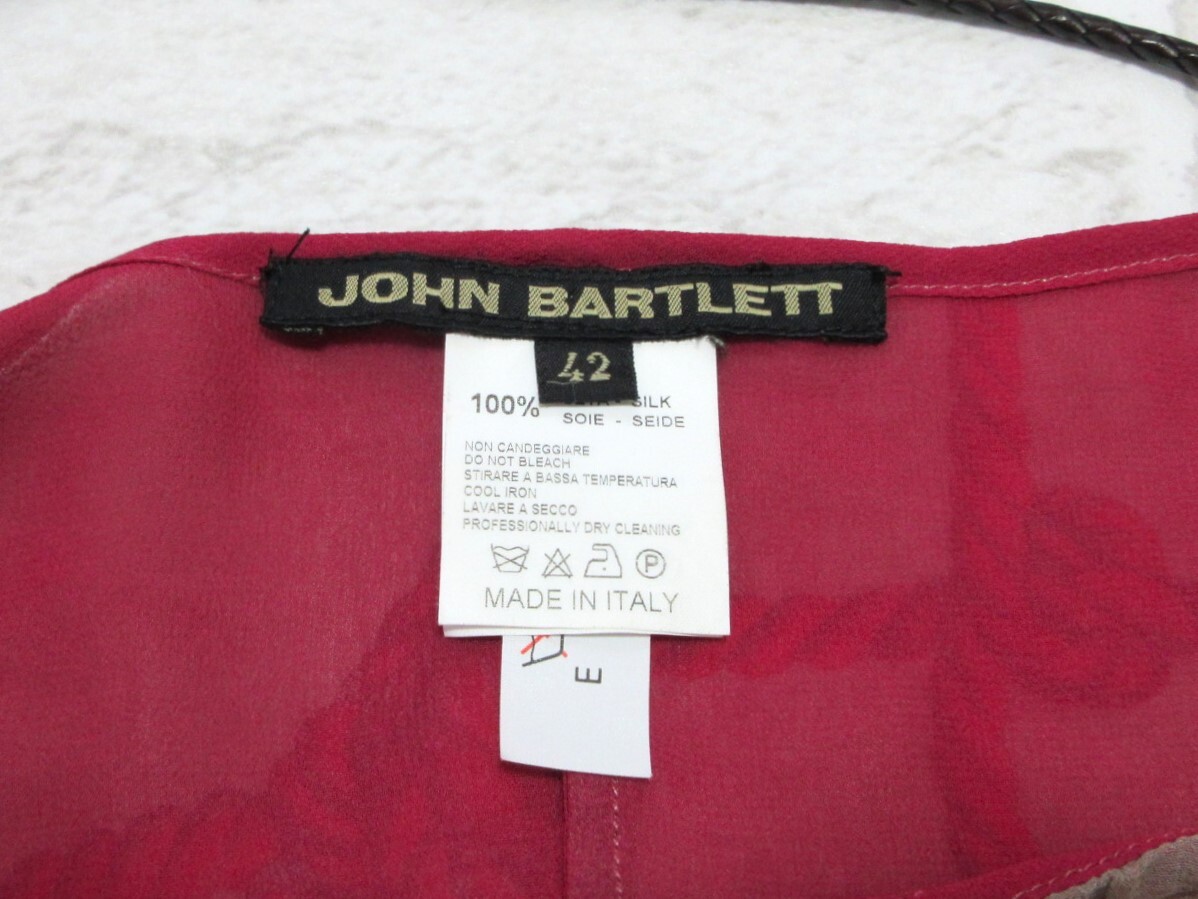 JOHN BARTLETT
42
100% SILK
SOIE - SEIDE
NON CANDEGGIARE
DO NOT BLEACH
STIRARE A BASSA TEMPERATURA
COOL IRON
LAVARE A SECCO
PROFESSIONALLY DRY CLEANING
P
MADE IN ITALY
E